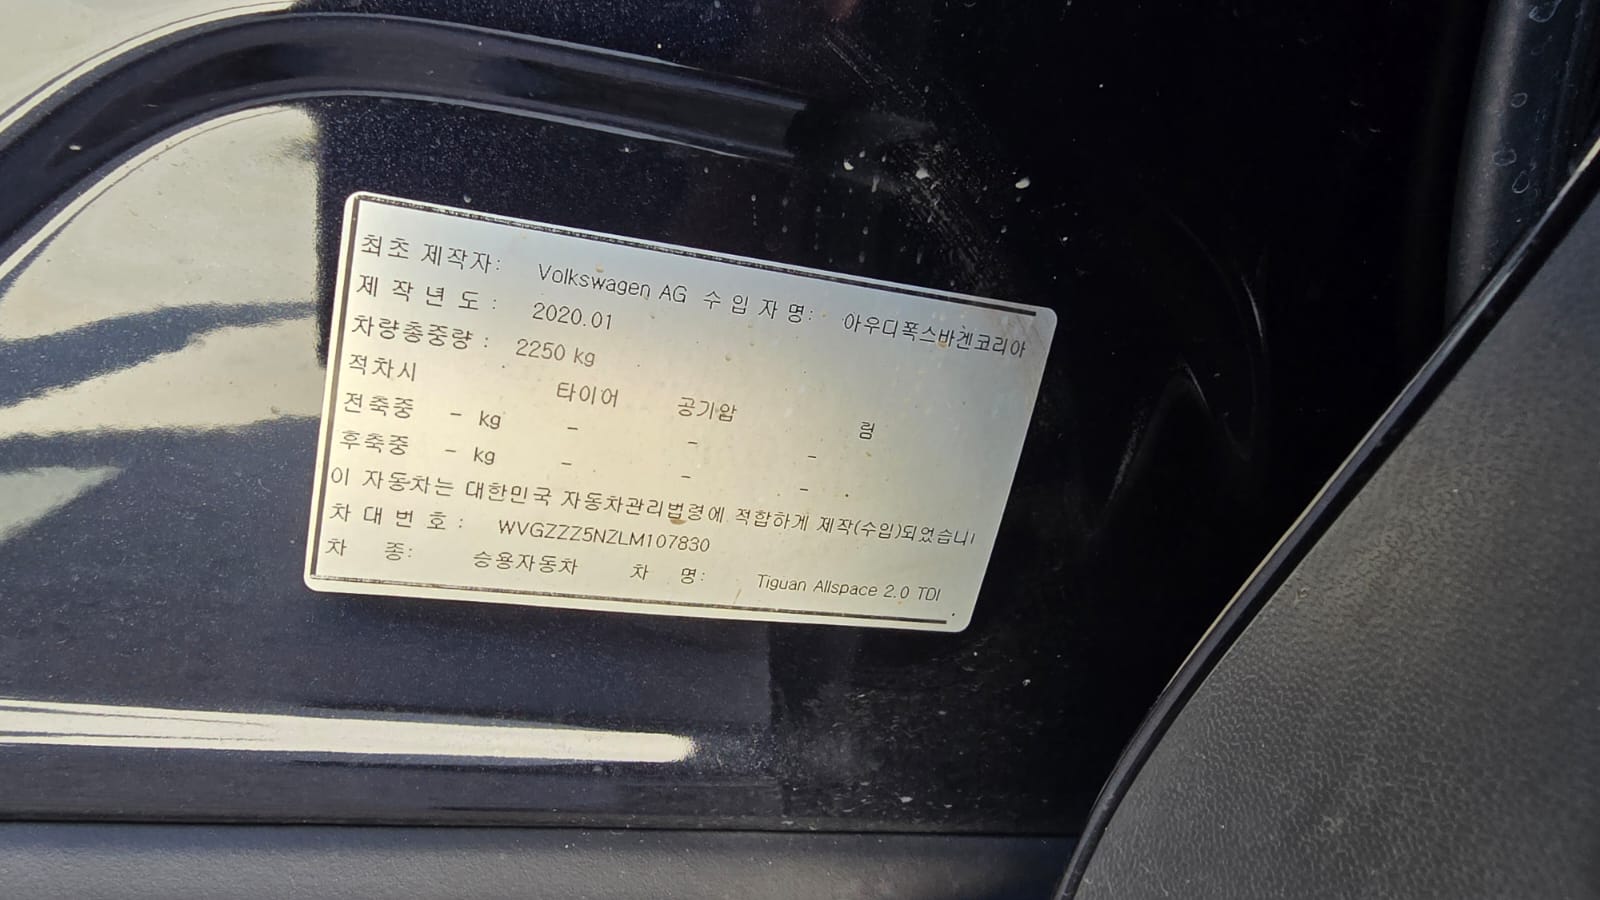 최초 제작자: Volkswagen AG 수 입 자 명: 아우디폭스바겐코리아
제 작 년 도 : 2020.01
차량총중량 : 2250 kg
적차시 타이어 공기압 림
전축중 - kg - - -
후축중 - kg - - -
이 자동차는 대한민국 자동차관리법령에 적합하게 제작(수입)되었습니
차 대 번 호 : WVGZZZ5NZLM107830
차 종: 승용자동차 차 명: Tiguan Allspace 2.0 TDI